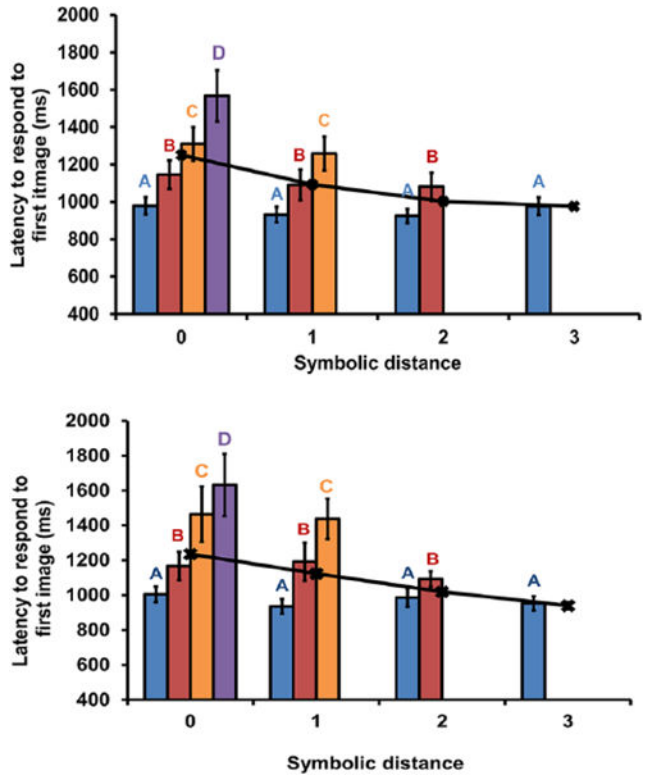 Latency to respond to
first itmage (ms)
2000
1800
1600
1400
1200
1000
800
600
400
A
B
C
D
A
B
C
A
B
A
0 1 2 3
Symbolic distance
Latency to respond to
first image (ms)
2000
1800
1600
1400
1200
1000
800
600
400
A
B
C
D
A
B
C
A
B
A
0 1 2 3
Symbolic distance